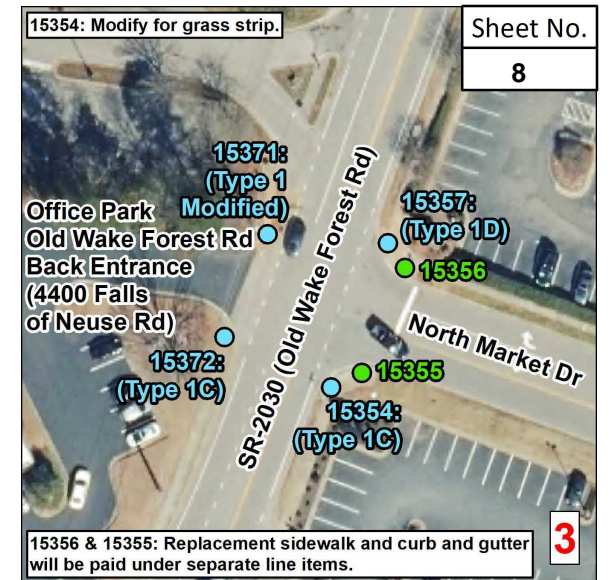 15354: Modify for grass strip.
Sheet No.
8
15371:
(Type 1
Modified)
Office Park
Old Wake Forest Rd
Back Entrance
(4400 Falls
of Neuse Rd)
15357:
(Type 1D)
15356
SR-2030 (Old Wake Forest Rd)
North Market Dr
15372:
(Type 1C)
15355
15354:
(Type 1C)
15356 & 15355: Replacement sidewalk and curb and gutter
will be paid under separate line items.
3